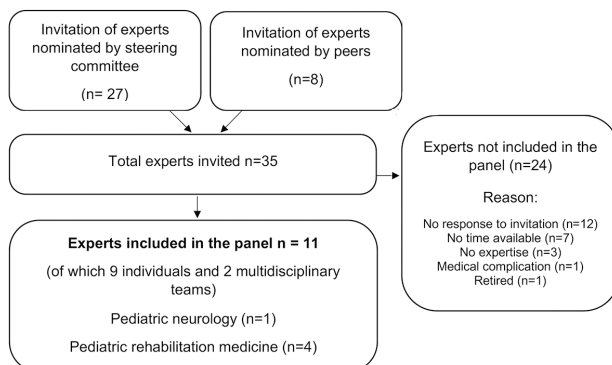 Invitation of experts
nominated by steering
committee
(n= 27)
Invitation of experts
nominated by peers
(n=8)
Total experts invited n=35
Experts not included in the
panel (n=24)
Reason:
No response to invitation (n=12)
No time available (n=7)
No expertise (n=3)
Medical complication (n=1)
Retired (n=1)
Experts included in the panel n = 11
(of which 9 individuals and 2 multidisciplinary
teams)
Pediatric neurology (n=1)
Pediatric rehabilitation medicine (n=4)